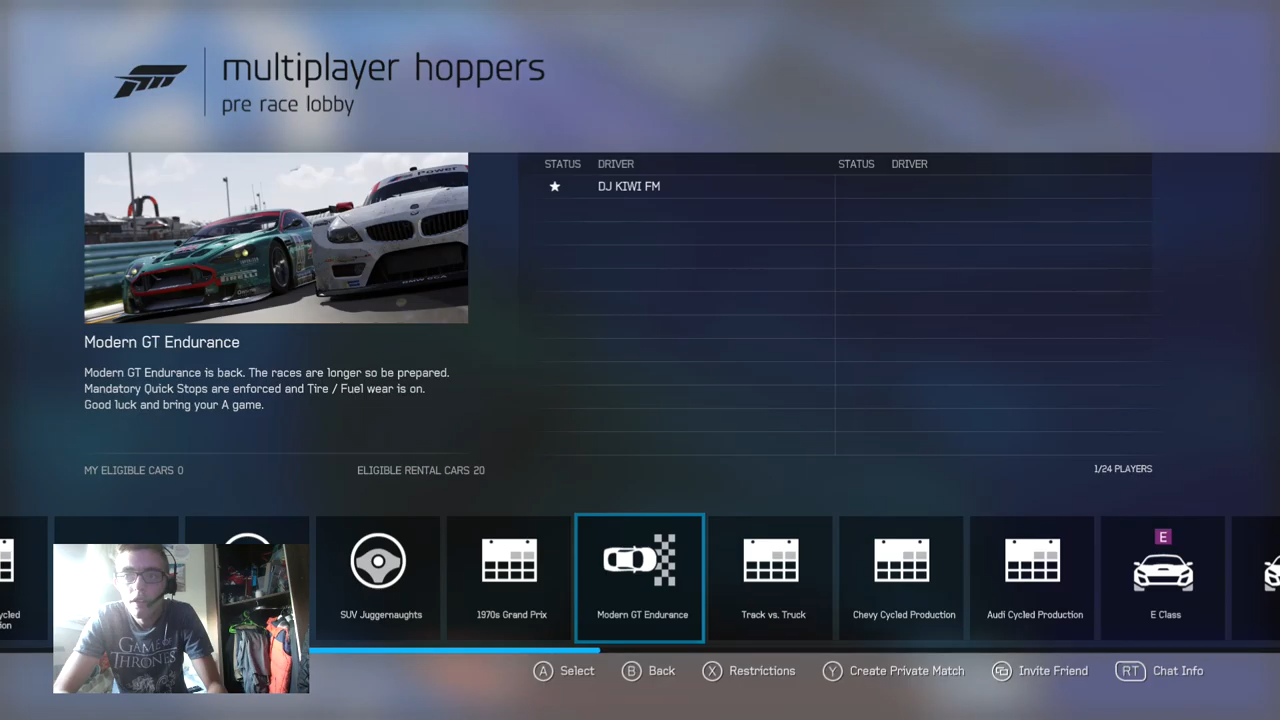 multiplayer hoppers
pre race lobby
STATUS DRIVER STATUS DRIVER
★ DJ KIWI FM
Modern GT Endurance
Modern GT Endurance is back. The races are longer so be prepared.
Mandatory Quick Stops are enforced and Tire / Fuel wear is on.
Good luck and bring your A game.
MY ELIGIBLE CARS 0 ELIGIBLE RENTAL CARS 20
1/24 PLAYERS
E
SUV Juggernaughts
1970s Grand Prix
Modern GT Endurance
Track vs. Truck
Chevy Cycled Production
Audi Cycled Production
E Class
GAME OF
THRONES
A Select B Back X Restrictions Y Create Private Match Invite Friend RT Chat Info